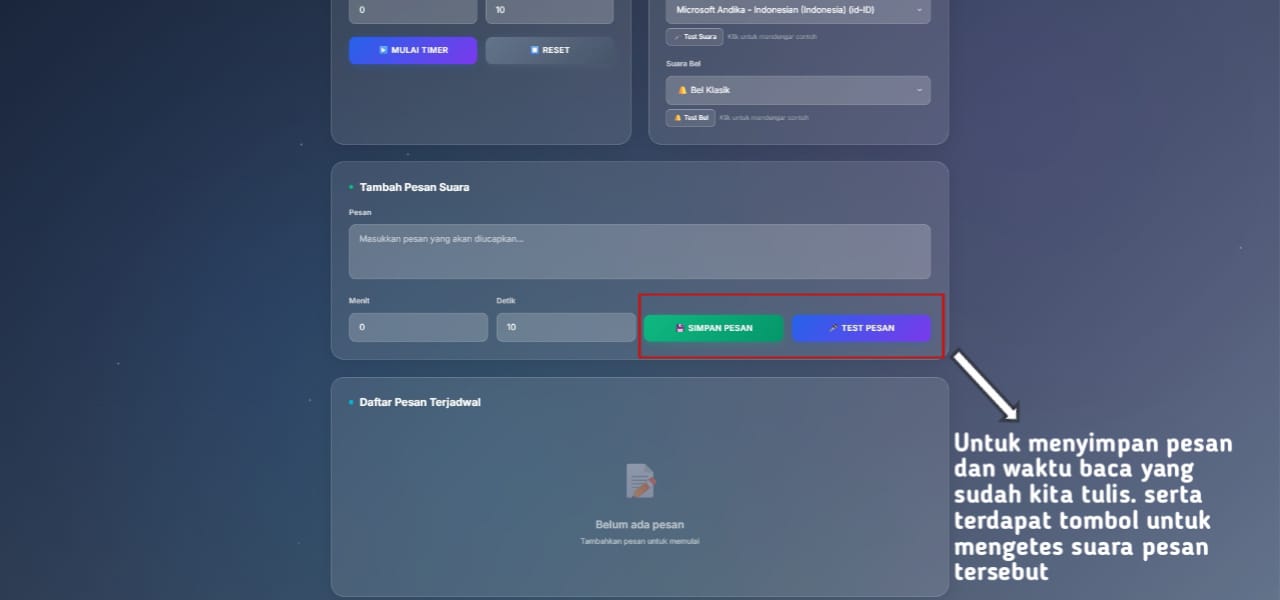 0
10
MULAI TIMER
RESET
Microsoft Andika - Indonesian (Indonesia) (id-ID)
Test Suara
Klik untuk mendengar contoh
Suara Bel
Bel Klasik
Test Bel
Klik untuk mendengar contoh
Tambah Pesan Suara
Pesan
Masukkan pesan yang akan diucapkan...
Menit
Detik
0
10
SIMPAN PESAN
TEST PESAN
Daftar Pesan Terjadwal
Belum ada pesan
Tambahkan pesan untuk memulai
Untuk menyimpan pesan
dan waktu baca yang
sudah kita tulis. serta
terdapat tombol untuk
mengetes suara pesan
tersebut